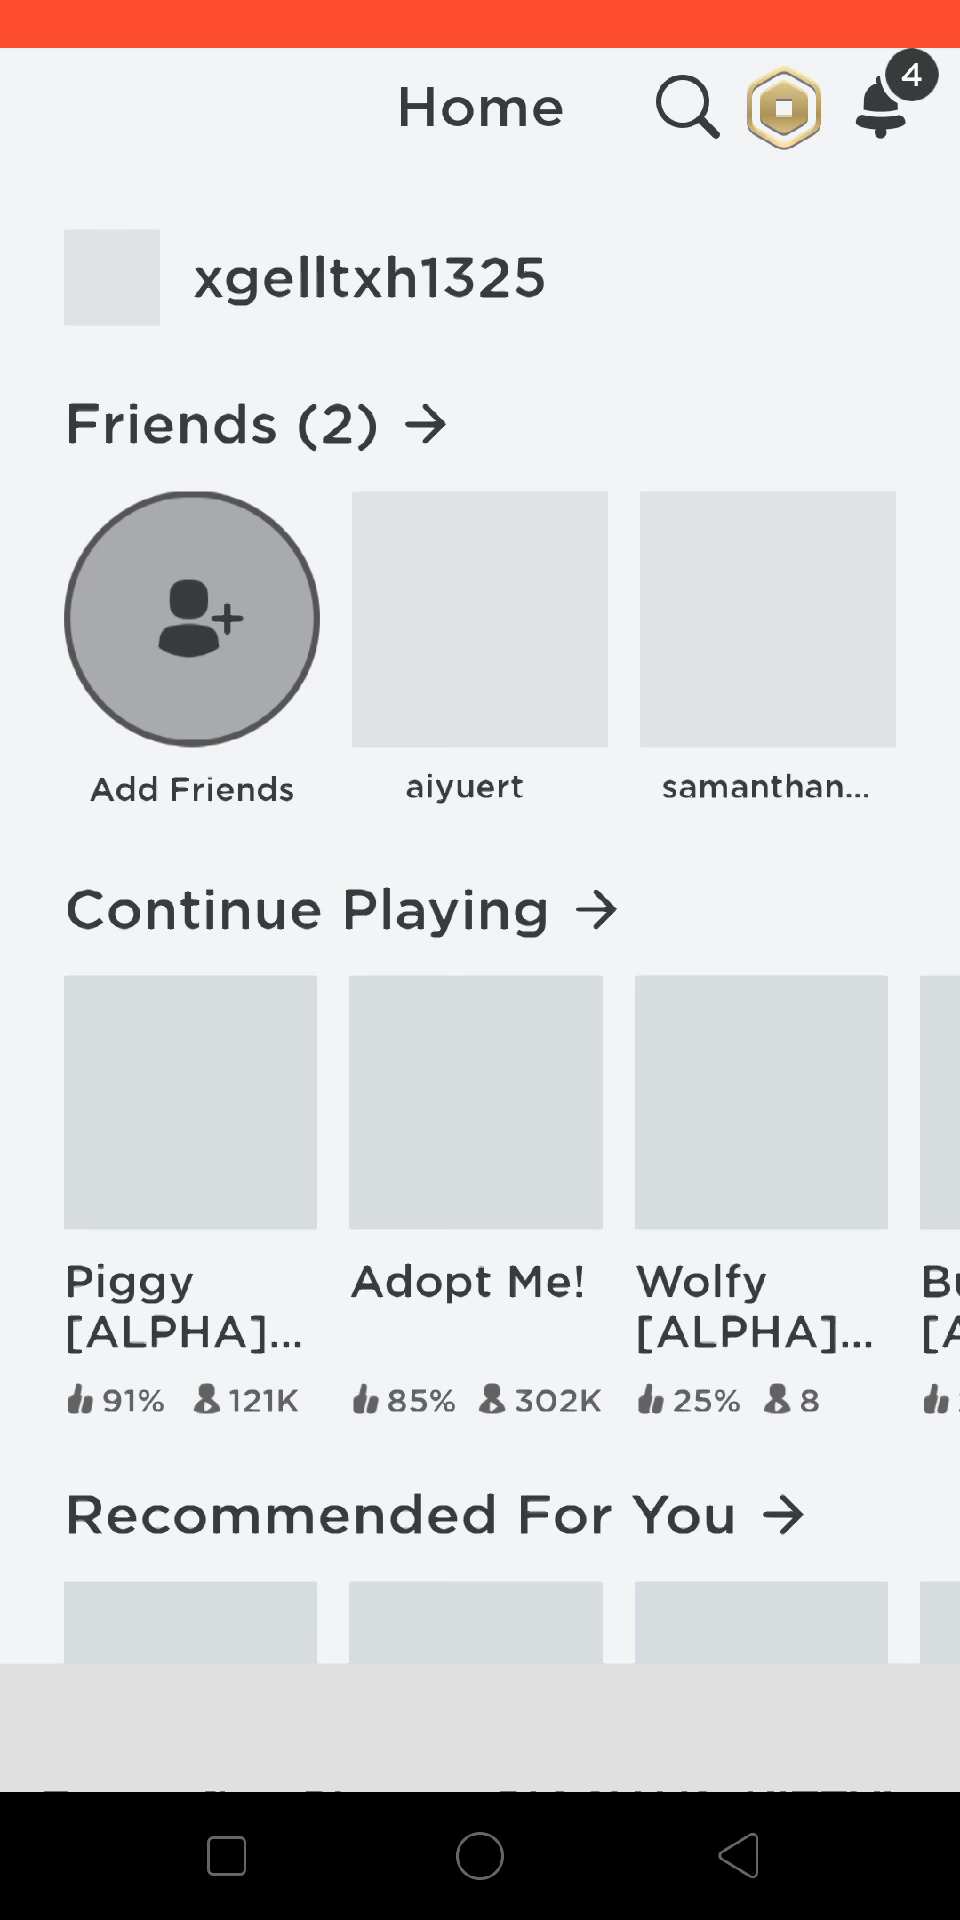 Home
4
xgelltxh1325
Friends (2) →
Add Friends
aiyuert
samanthan...
Continue Playing →
Piggy
[ALPHA]...
91% 121K
Adopt Me!
85% 302K
Wolfy
[ALPHA]...
25% 8
Recommended For You →